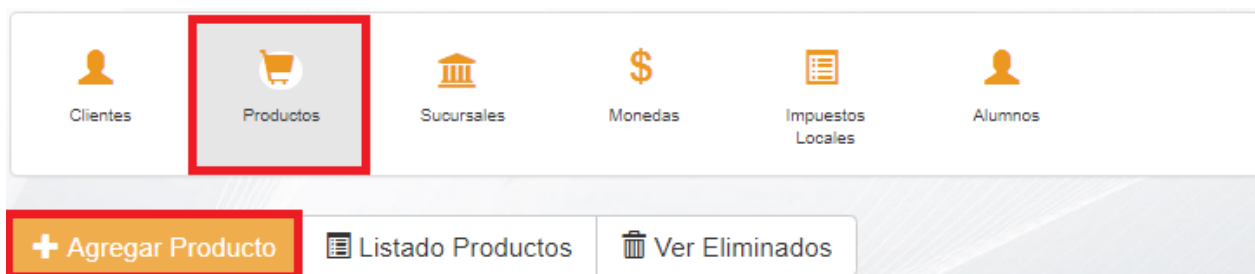 Clientes
Productos
Sucursales
$
Monedas
Impuestos
Locales
Alumnos
Agregar Producto
Listado Productos
Ver Eliminados